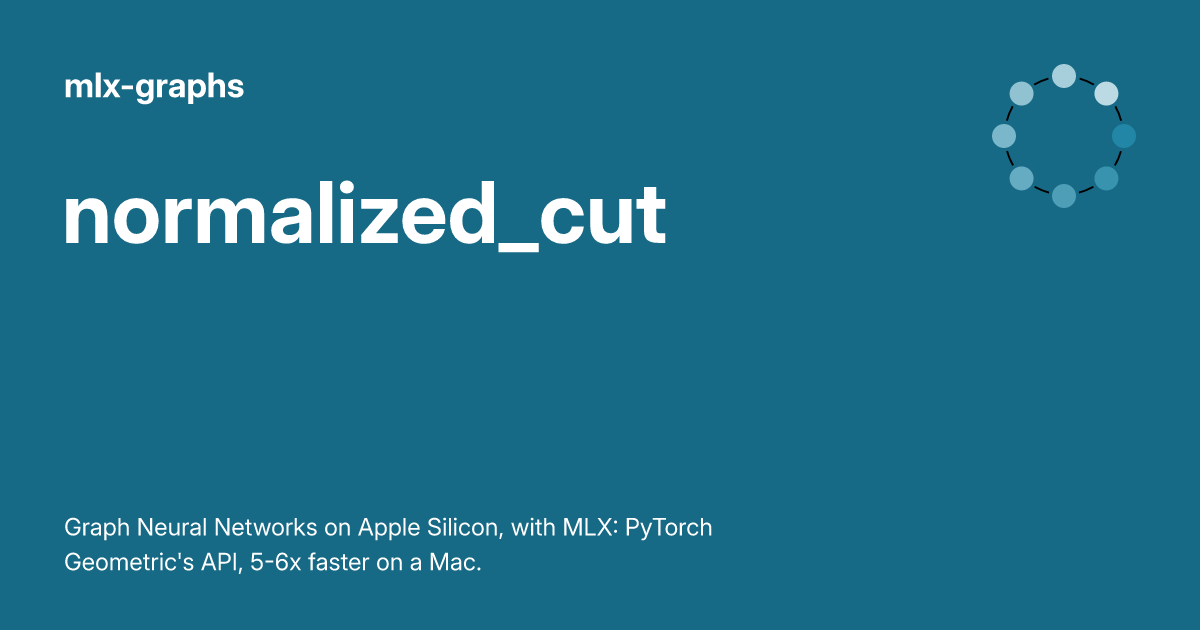 mlx-graphs
normalized_cut
Graph Neural Networks on Apple Silicon, with MLX: PyTorch
Geometric's API, 5-6x faster on a Mac.